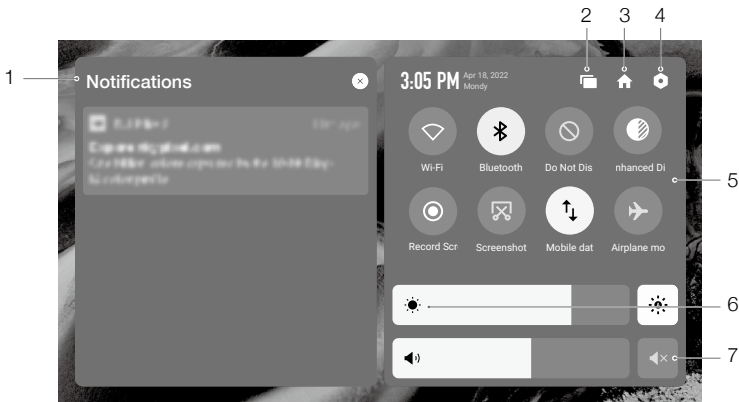 2 3 4
1
Notifications
3:05 PM
Apr 18, 2022
Mondy
Wi-Fi
Bluetooth
Do Not Dis
nhanced Di
5
Record Scr
Screenshot
Mobile dat
Airplane mo
6
7